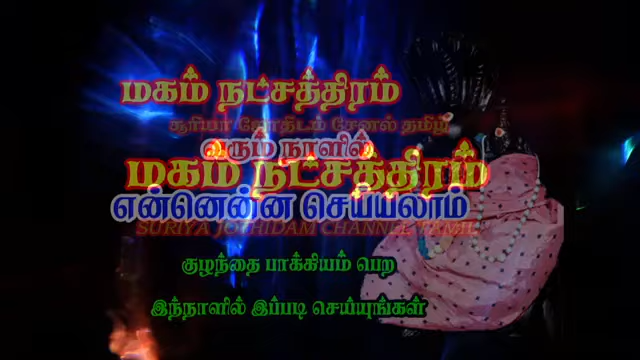 மகம் நட்சத்திரம்
சூரியா ஜோதிடம் சேனல் தமிழ்
வரும் நாளில்
மகம் நட்சத்திரம்
என்னென்ன செய்யலாம்
SURIYA JOTHIDAM CHANNEL TAMIL
குழந்தை பாக்கியம் பெற
இந்நாளில் இப்படி செய்யுங்கள்